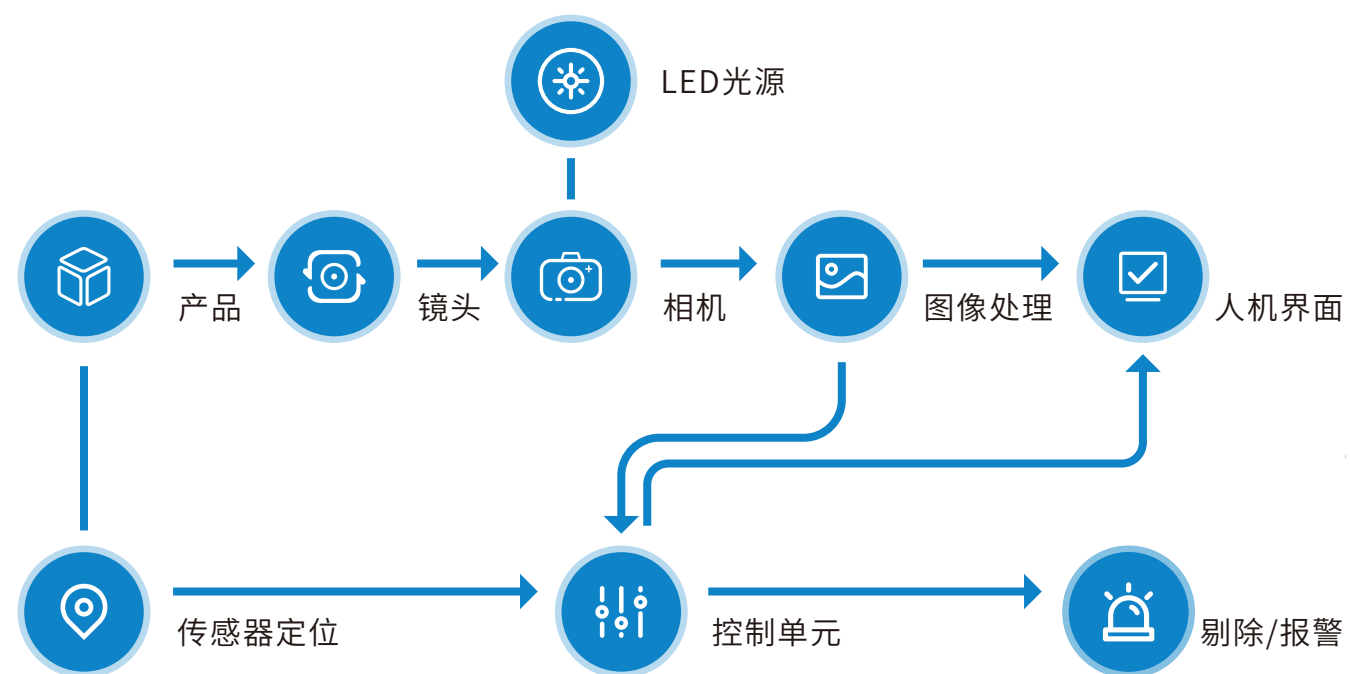 LED光源
产品
镜头
相机
图像处理
人机界面
传感器定位
控制单元
剔除/报警